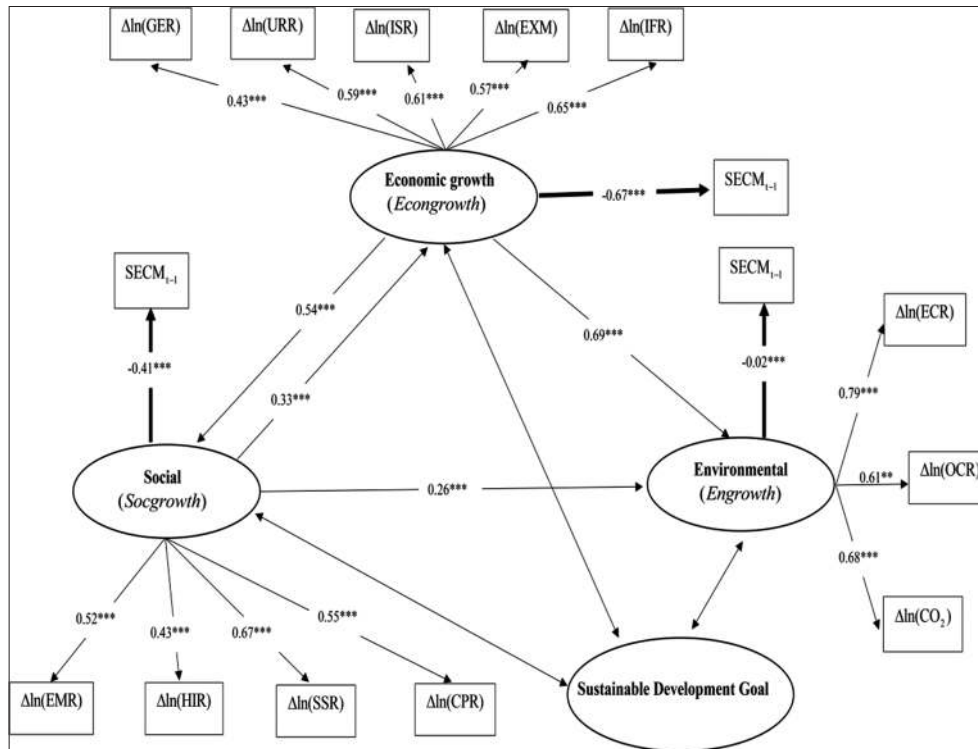 Δln(GER)
Δln(URR)
Δln(ISR)
Δln(EXM)
Δln(IFR)
0.43***
0.59***
0.61***
0.57***
0.65***
Economic growth
(Econgrowth)
-0.67***
SECMt−1
SECMt−1
-0.41***
0.54***
0.33***
0.69***
SECMt−1
-0.02***
Δln(ECR)
0.79***
Social
(Socgrowth)
0.26***
Environmental
(Engrowth)
0.61**
Δln(OCR)
0.68***
Δln(CO2)
0.52***
0.43***
0.67***
0.55***
Δln(EMR)
Δln(HIR)
Δln(SSR)
Δln(CPR)
Sustainable Development Goal